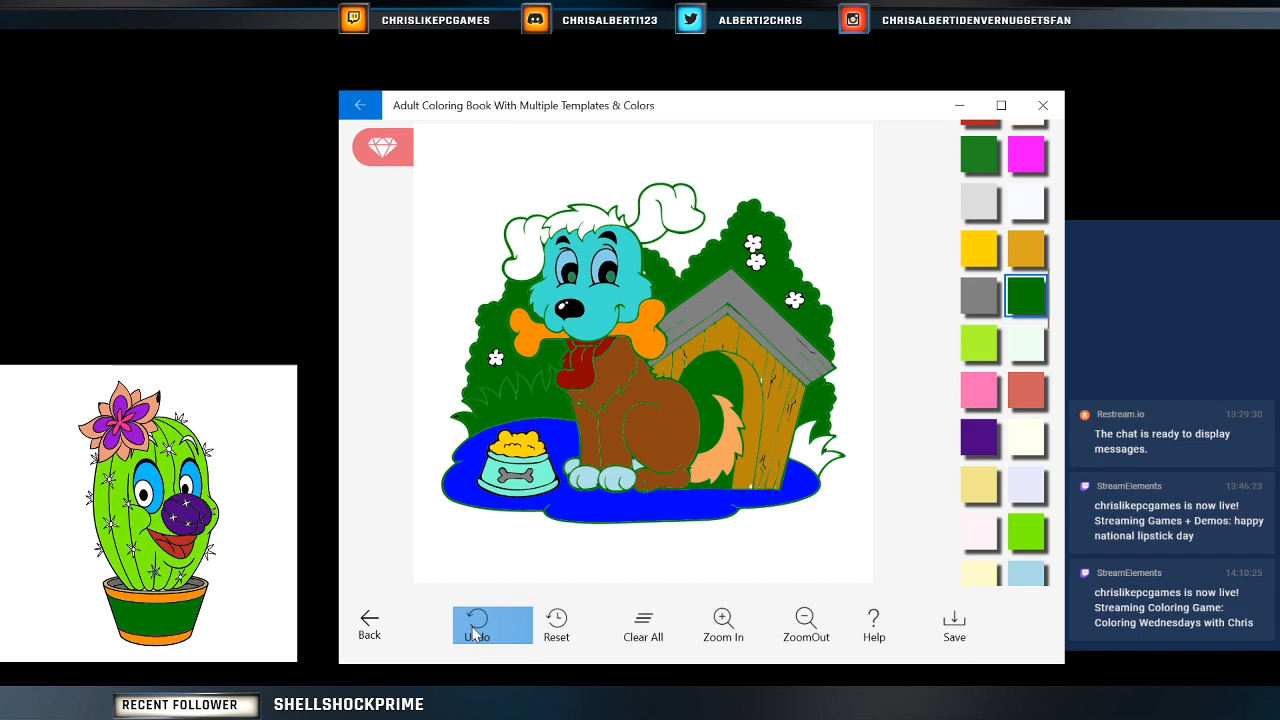 CHRISLIKEPCGAMES
CHRISALBERTI123
ALBERTI2CHRIS
CHRISALBERTIDENVERNUGGETSFAN
Adult Coloring Book With Multiple Templates & Colors
Restream.io 13:29:30
The chat is ready to display
messages.
StreamElements 13:46:23
chrislikepcgames is now live!
Streaming Games + Demos: happy
national lipstick day
StreamElements 14:10:25
chrislikepcgames is now live!
Streaming Coloring Game:
Coloring Wednesdays with Chris
Back
Undo
Reset
Clear All
Zoom In
ZoomOut
Help
Save
RECENT FOLLOWER
SHELLSHOCKPRIME